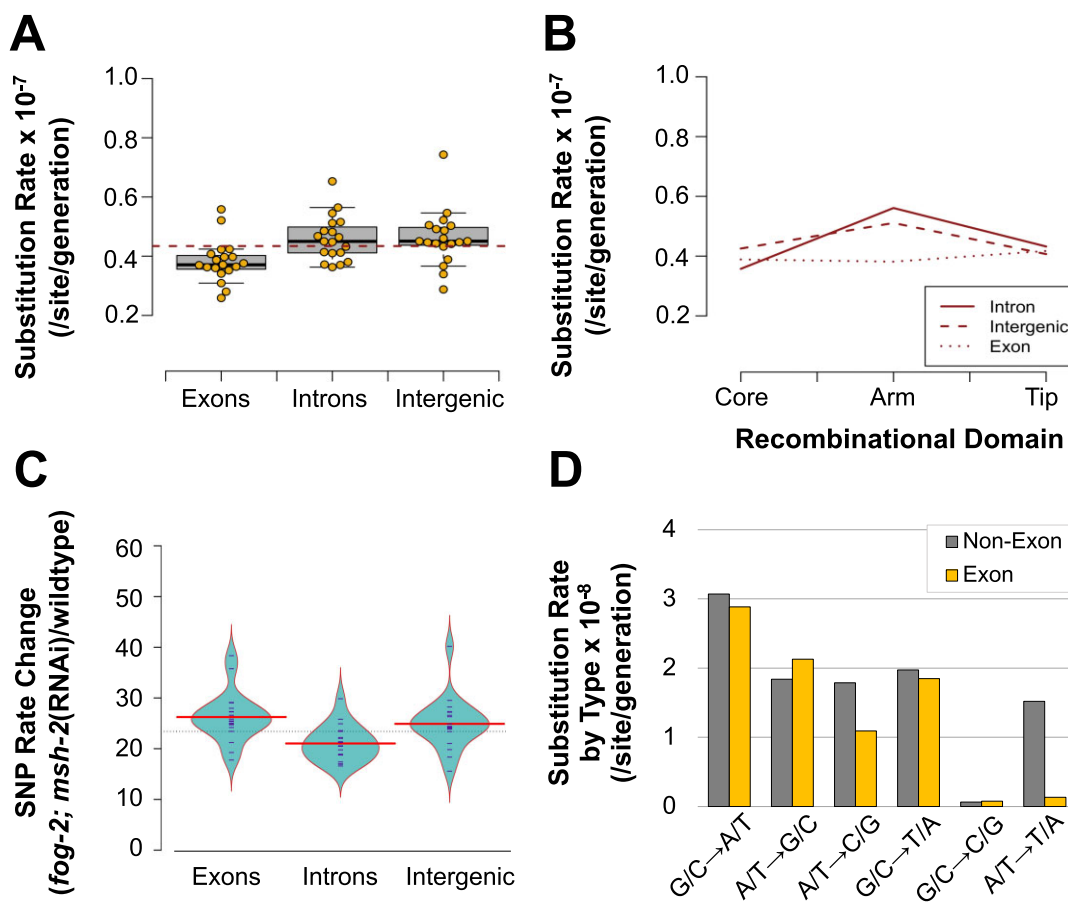 A
Substitution Rate x 10-7
(/site/generation)
1.0
0.8
0.6
0.4
0.2
Exons Introns Intergenic
B
Substitution Rate x 10-7
(/site/generation)
1.0
0.8
0.6
0.4
0.2
Intron
Intergenic
Exon
Core Arm Tip
Recombinational Domain
C
SNP Rate Change
(fog-2; msh-2(RNAi)/wildtype)
60
50
40
30
20
10
0
Exons Introns Intergenic
D
Substitution Rate
by Type x 10-8
(/site/generation)
4
3
2
1
0
Non-Exon
Exon
G/C→A/T
A/T→G/C
A/T→C/G
G/C→T/A
G/C→C/G
A/T→T/A